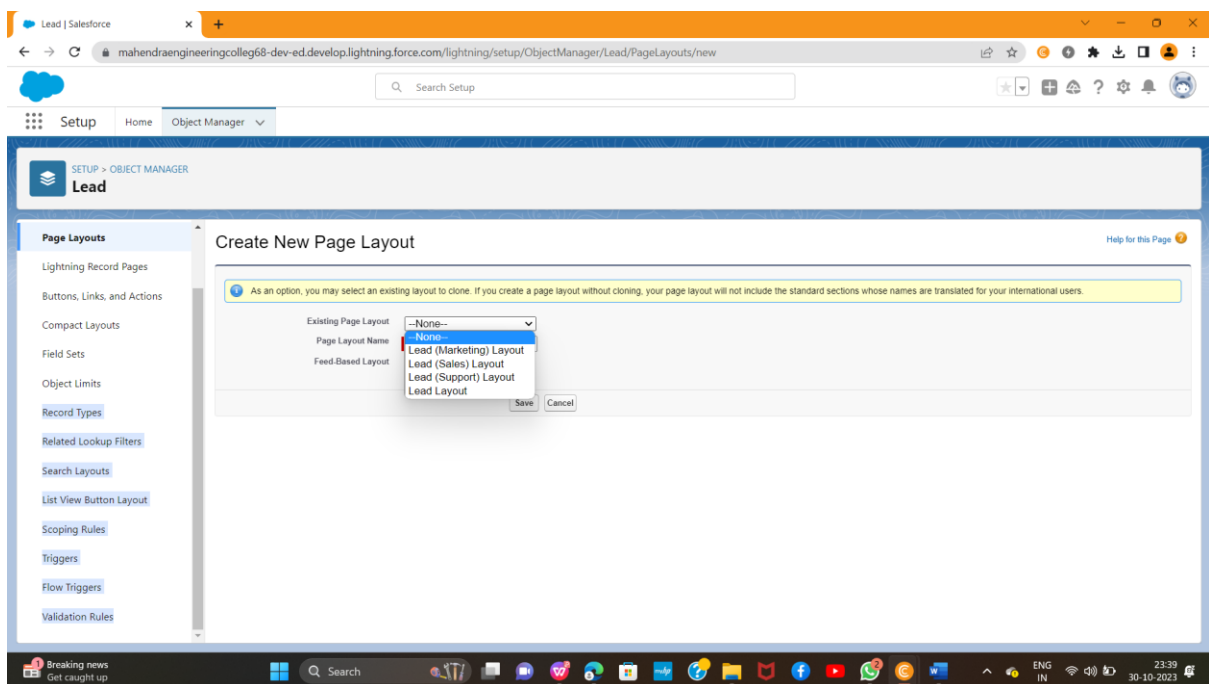 Lead | Salesforce
mahendraengineeringcolleg68-dev-ed.develop.lightning.force.com/lightning/setup/ObjectManager/Lead/PageLayouts/new
Search Setup
Setup Home Object Manager
SETUP > OBJECT MANAGER
Lead
Page Layouts
Lightning Record Pages
Buttons, Links, and Actions
Compact Layouts
Field Sets
Object Limits
Record Types
Related Lookup Filters
Search Layouts
List View Button Layout
Scoping Rules
Triggers
Flow Triggers
Validation Rules
Create New Page Layout
Help for this Page
As an option, you may select an existing layout to clone. If you create a page layout without cloning, your page layout will not include the standard sections whose names are translated for your international users.
Existing Page Layout --None--
Page Layout Name
Feed-Based Layout
--None--
Lead (Marketing) Layout
Lead (Sales) Layout
Lead (Support) Layout
Lead Layout
Save Cancel
1 Breaking news
Get caught up
Search
2
ENG
IN
23:39
30-10-2023